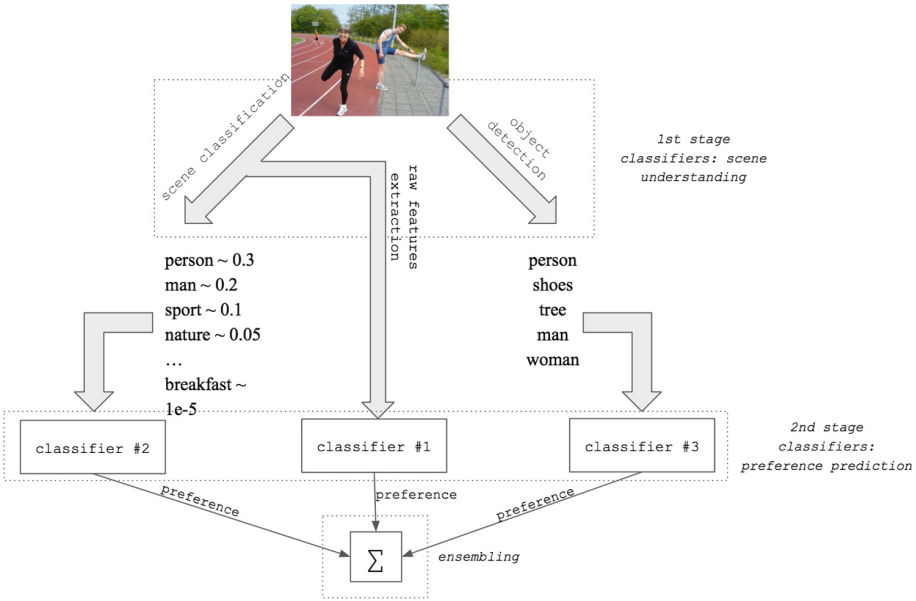 scene classification
object
detection
1st stage
classifiers: scene
understanding
raw features
extraction
person ~ 0.3
man ~ 0.2
sport ~ 0.1
nature ~ 0.05
…
breakfast ~
1e-5
person
shoes
tree
man
woman
classifier #2
classifier #1
classifier #3
2nd stage
classifiers:
preference prediction
preference
preference
preference
Σ
ensembling